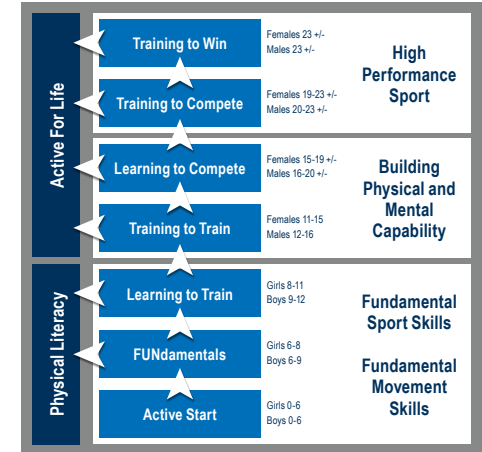 Active For Life
Training to Win
Females 23 +/-
Males 23 +/-
High
Performance
Sport
Training to Compete
Females 19-23 +/-
Males 20-23 +/-
Learning to Compete
Females 15-19 +/-
Males 16-20 +/-
Building
Physical and
Mental
Capability
Training to Train
Females 11-15
Males 12-16
Physical Literacy
Learning to Train
Girls 8-11
Boys 9-12
Fundamental
Sport Skills
FUNdamentals
Girls 6-8
Boys 6-9
Fundamental
Movement
Skills
Active Start
Girls 0-6
Boys 0-6